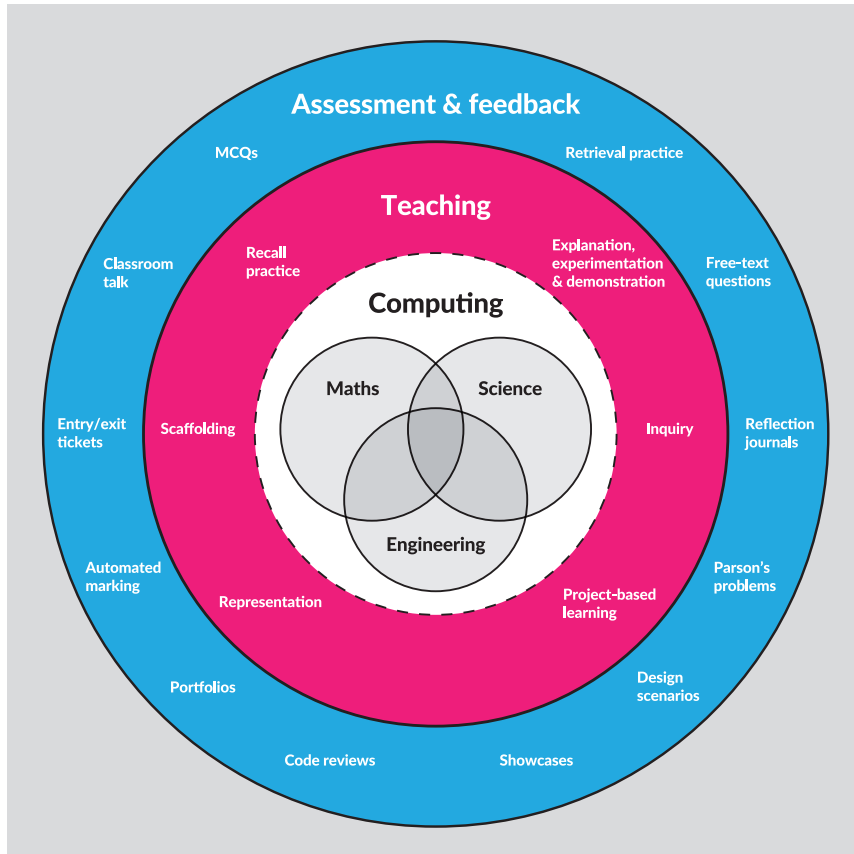 Assessment & feedback
MCQs
Retrieval practice
Classroom
talk
Free-text
questions
Entry/exit
tickets
Reflection
journals
Automated
marking
Parson's
problems
Portfolios
Design
scenarios
Code reviews
Showcases
Teaching
Recall
practice
Explanation,
experimentation
& demonstration
Scaffolding
Inquiry
Representation
Project-based
learning
Computing
Maths
Science
Engineering